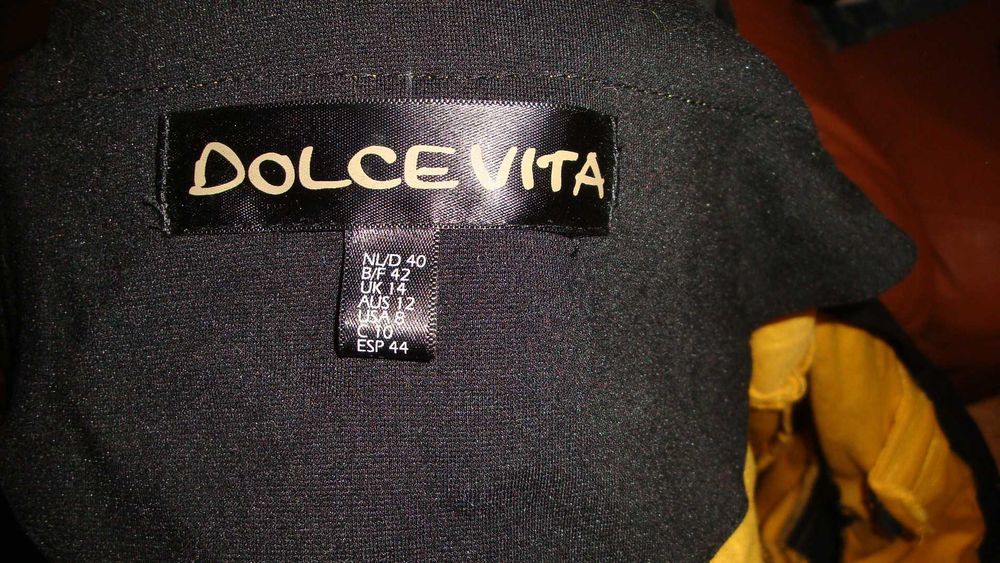 DOLCE VITA
NL/D 40
B/F 42
UK 14
AUS 12
USA 8
C 10
ESP 44